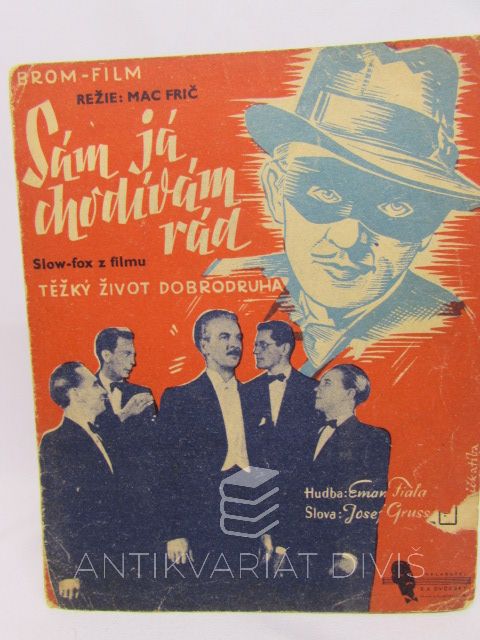 BROM-FILM
REŽIE: MAC FRIČ
Sám já
chodívám
rád
Slow-fox z filmu
TĚŽKÝ ŽIVOT DOBRODRUHA
Hudba: Eman Fiala
Slova: Josef Gruss
ANTIKVARIÁT DIVIŠ